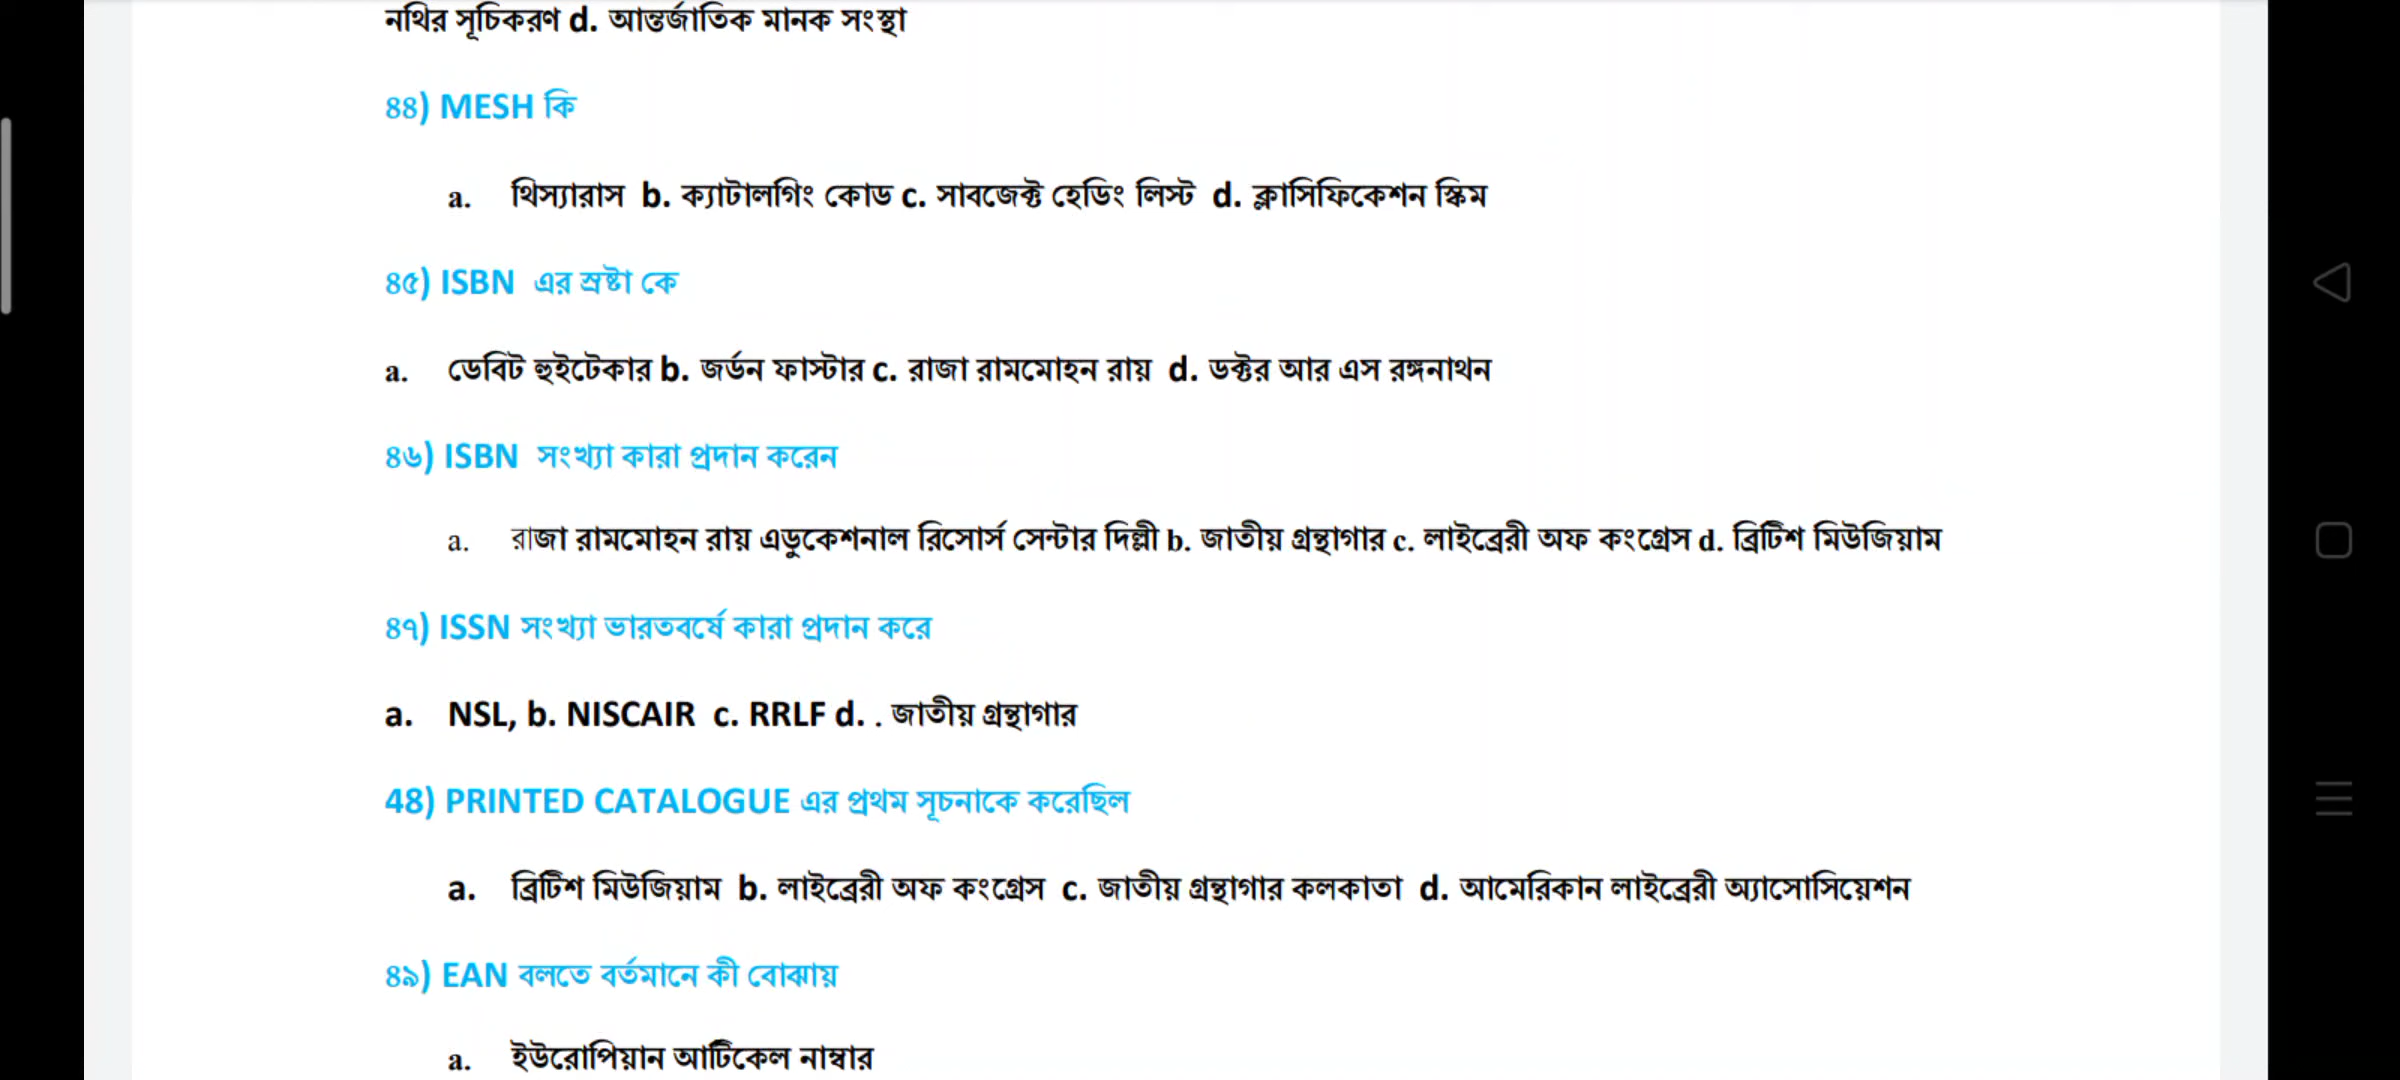 নথির সূচিকরণ d. আন্তর্জাতিক মানক সংস্থা
৪৪) MESH কি
a. থিস্যারাস b. ক্যাটালগিং কোড c. সাবজেক্ট হেডিং লিস্ট d. ক্লাসিফিকেশন স্কিম
৪৫) ISBN এর স্রষ্টা কে
a. ডেবিট হুইটেকার b. জর্ডন ফাস্টার c. রাজা রামমোহন রায় d. ডক্টর আর এস রঙ্গনাথন
৪৬) ISBN সংখ্যা কারা প্রদান করেন
a. রাজা রামমোহন রায় এডুকেশনাল রিসোর্স সেন্টার দিল্লী b. জাতীয় গ্রন্থাগার c. লাইব্রেরী অফ কংগ্রেস d. ব্রিটিশ মিউজিয়াম
৪৭) ISSN সংখ্যা ভারতবর্ষে কারা প্রদান করে
a. NSL, b. NISCAIR c. RRLF d. . জাতীয় গ্রন্থাগার
48) PRINTED CATALOGUE এর প্রথম সূচনাকে করেছিল
a. ব্রিটিশ মিউজিয়াম b. লাইব্রেরী অফ কংগ্রেস c. জাতীয় গ্রন্থাগার কলকাতা d. আমেরিকান লাইব্রেরী অ্যাসোসিয়েশন
৪৯) EAN বলতে বর্তমানে কী বোঝায়
a. ইউরোপিয়ান আর্টিকেল নাম্বার